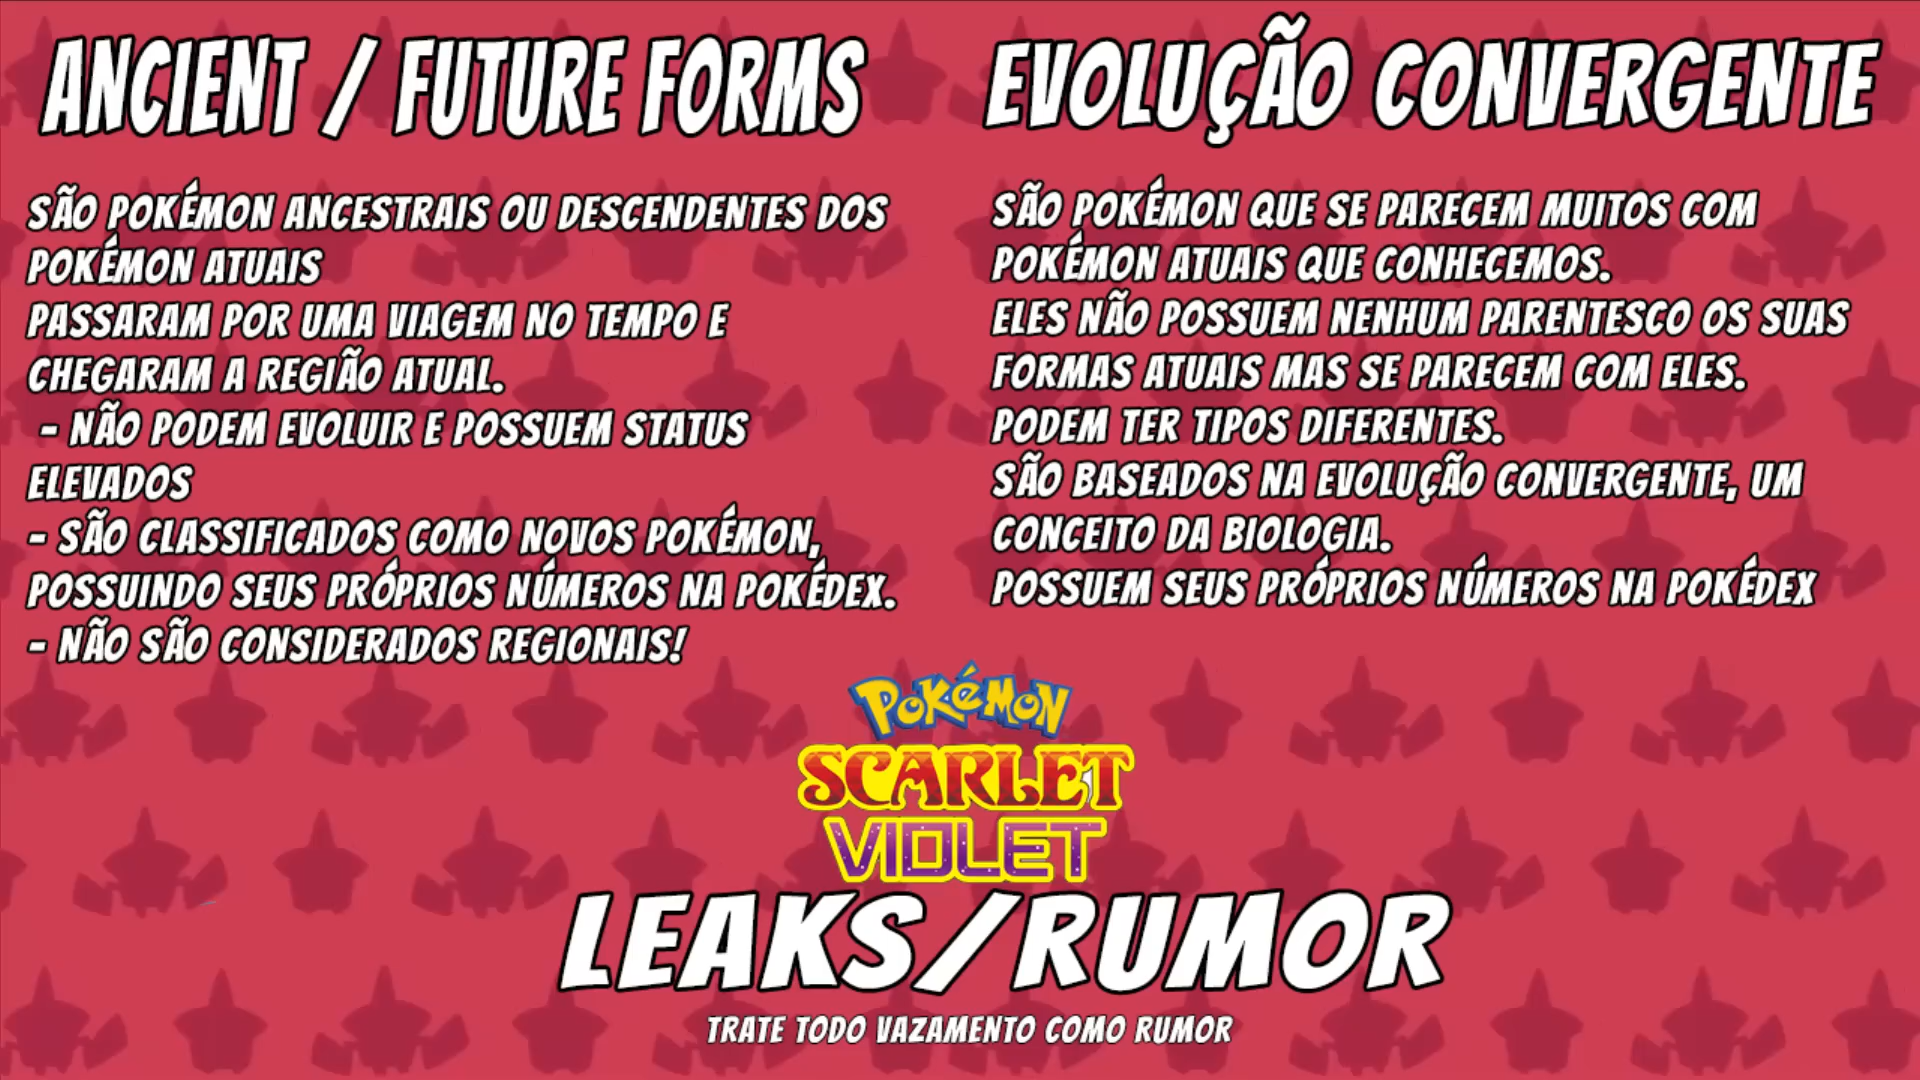 ANCIENT / FUTURE FORMS
SÃO POKÉMON ANCESTRAIS OU DESCENDENTES DOS
POKÉMON ATUAIS
PASSARAM POR UMA VIAGEM NO TEMPO E
CHEGARAM A REGIÃO ATUAL.
- NÃO PODEM EVOLUIR E POSSUEM STATUS
ELEVADOS
- SÃO CLASSIFICADOS COMO NOVOS POKÉMON,
POSSUINDO SEUS PRÓPRIOS NÚMEROS NA POKÉDEX.
- NÃO SÃO CONSIDERADOS REGIONAIS!
EVOLUÇÃO CONVERGENTE
SÃO POKÉMON QUE SE PARECEM MUITOS COM
POKÉMON ATUAIS QUE CONHECEMOS.
ELES NÃO POSSUEM NENHUM PARENTESCO OS SUAS
FORMAS ATUAIS MAS SE PARECEM COM ELES.
PODEM TER TIPOS DIFERENTES.
SÃO BASEADOS NA EVOLUÇÃO CONVERGENTE, UM
CONCEITO DA BIOLOGIA.
POSSUEM SEUS PRÓPRIOS NÚMEROS NA POKÉDEX
POKéMON
SCARLET
VIOLET
LEAKS/RUMOR
TRATE TODO VAZAMENTO COMO RUMOR